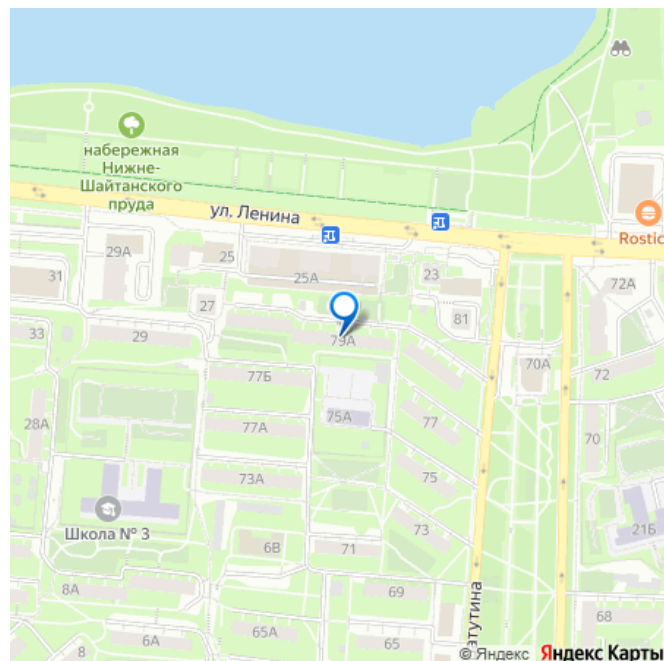 набережная
Нижне-
Шайтанского
пруда
ул. Ленина
Rostic
29А
25
31
25А
23
72А
27
81
33
29
79А
70А
77Б
72
28А
75А
77
77А
70
73А
75
Школа № 3
73
21Б
6В
71
8А
69
68
8
6А
65А
65
атутина
© Яндекс
Яндекс Карты